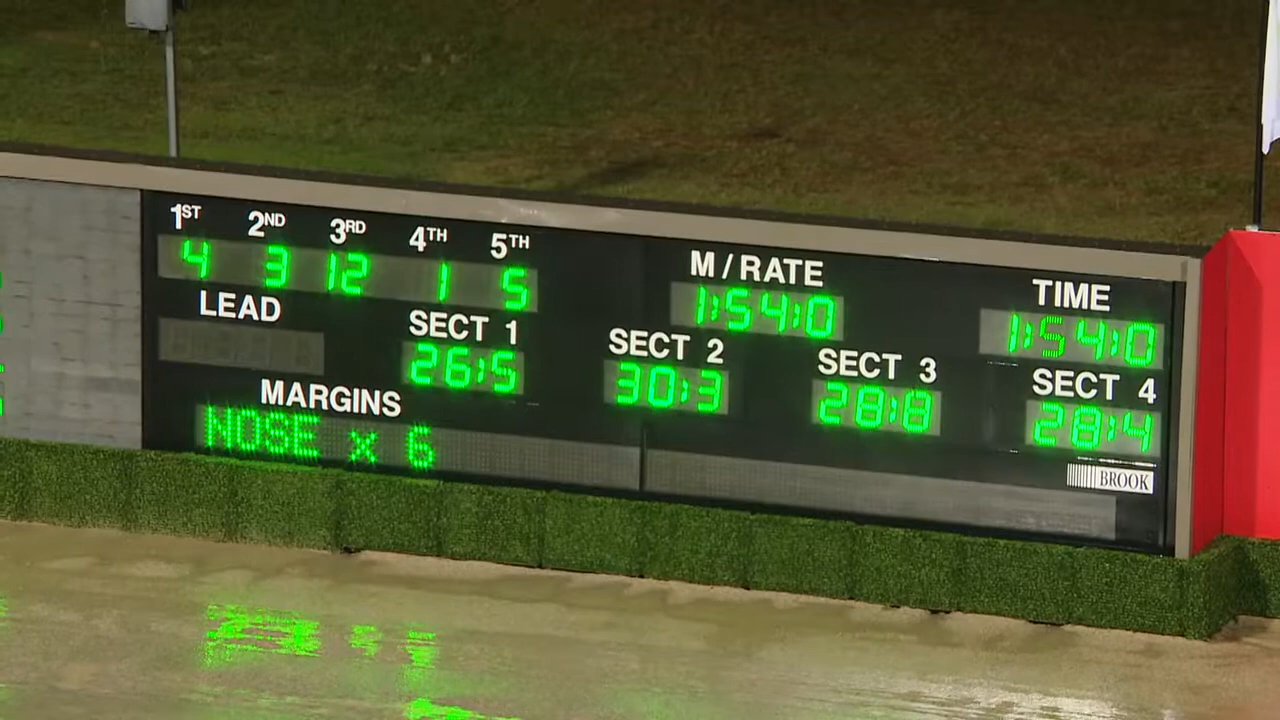 1ST 2ND 3RD 4TH 5TH
4 3 12 1 5
M/RATE
1:54:0
TIME
1:54:0
LEAD
SECT 1
26:5
SECT 2
30:3
SECT 3
28:8
SECT 4
28:4
MARGINS
NOSE x 6
BROOK